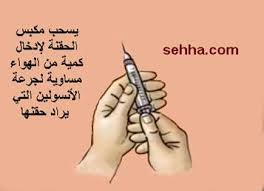 sehha.com
يسحب مكبس
الحقنة لإدخال
كمية من الهواء
مساوية لجرعة
الأنسولين التي
يراد حقنها